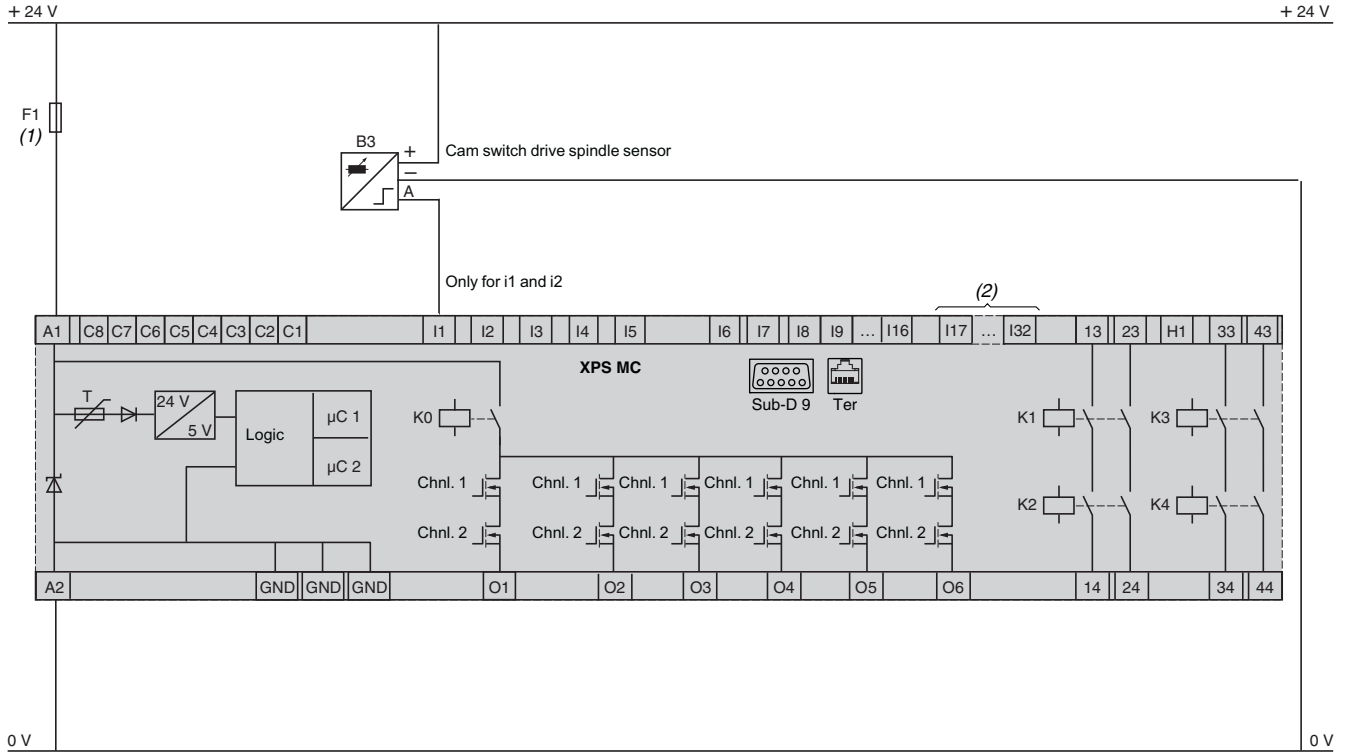 + 24 V + 24 V
F1
(1)
B3
+
−
A
Cam switch drive spindle sensor
Only for i1 and i2
(2)
A1 C8 C7 C6 C5 C4 C3 C2 C1 I1 I2 I3 I4 I5 I6 I7 I8 I9 … I16 I17 … I32 13 23 H1 33 43
XPS MC
Sub-D 9 Ter
T
24 V
5 V
Logic
µC 1
µC 2
K0 K1 K3
Chnl. 1 Chnl. 1 Chnl. 1 Chnl. 1 Chnl. 1 Chnl. 1
K2 K4
Chnl. 2 Chnl. 2 Chnl. 2 Chnl. 2 Chnl. 2 Chnl. 2
A2 GND GND GND O1 O2 O3 O4 O5 O6 14 24 34 44
0 V 0 V